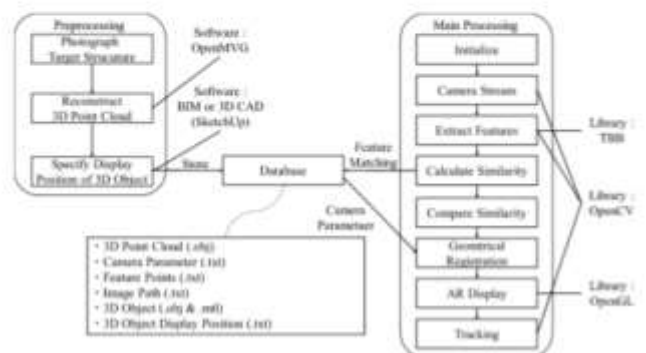 Preprocessing
Photograph
Target Structure
Reconstruct
3D Point Cloud
Specify Display
Position of 3D Object
Software :
OpenMVG
Software :
BIM or 3D CAD
(SketchUp)
Store
Database
Feature
Matching
Camera
Parameter
・3D Point Cloud (.obj)
・Camera Parameter (.txt)
・Feature Points (.txt)
・Image Path (.txt)
・3D Object (.obj & .mtl)
・3D Object Display Position (.txt)
Main Processing
Initialize
Camera Stream
Extract Features
Calculate Similarity
Compare Similarity
Geometrical
Registration
AR Display
Tracking
Library :
TBB
Library :
OpenCV
Library :
OpenGL